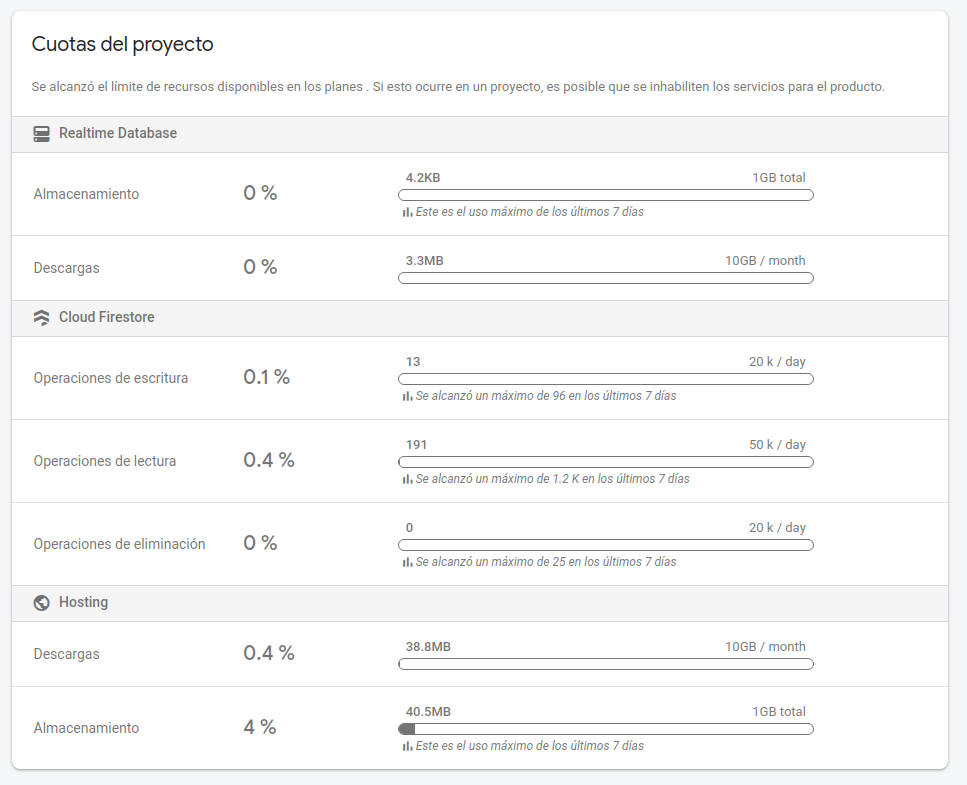 Cuotas del proyecto
Se alcanzó el límite de recursos disponibles en los planes . Si esto ocurre en un proyecto, es posible que se inhabiliten los servicios para el producto.
Realtime Database
4.2KB 1GB total
Almacenamiento 0 %
Este es el uso máximo de los últimos 7 días
3.3MB 10GB / month
Descargas 0 %
Cloud Firestore
13 20 k / day
Operaciones de escritura 0.1 %
Se alcanzó un máximo de 96 en los últimos 7 días
191 50 k / day
Operaciones de lectura 0.4 %
Se alcanzó un máximo de 1.2 K en los últimos 7 días
0 20 k / day
Operaciones de eliminación 0 %
Se alcanzó un máximo de 25 en los últimos 7 días
Hosting
38.8MB 10GB / month
Descargas 0.4 %
40.5MB 1GB total
Almacenamiento 4 %
Este es el uso máximo de los últimos 7 días